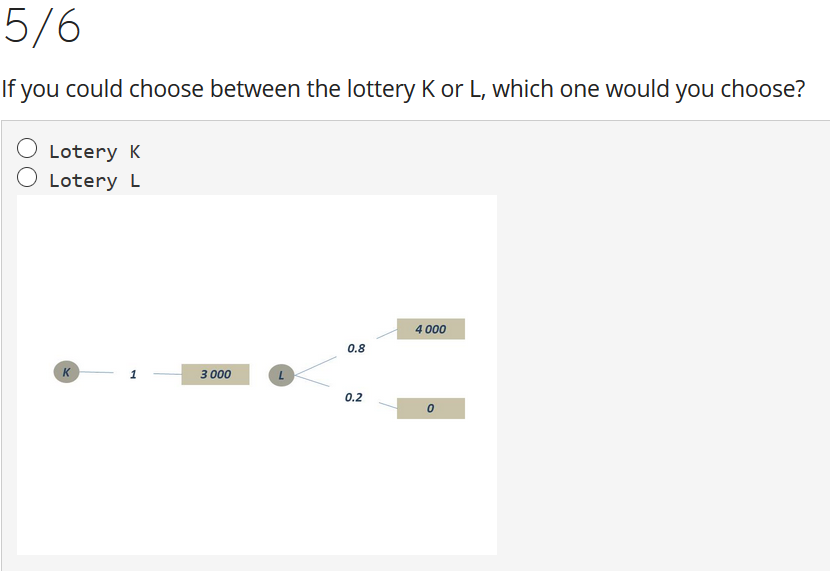 5/6
If you could choose between the lottery K or L, which one would you choose?
Lotery K
Lotery L
4 000
0.8
K
1
3 000
L
0.2
0